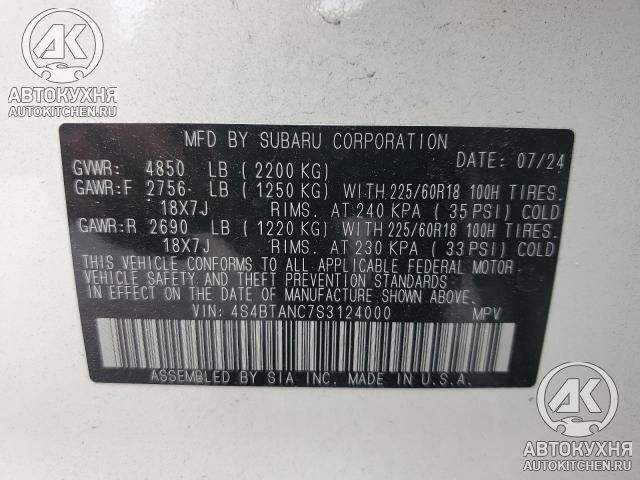 AK
АВТОКУХНЯ
AUTOKITCHEN.RU
MFD BY SUBARU CORPORATION
DATE: 07/24
GVWR: 4850 LB (2200 KG)
GAWR:F 2756 LB (1250 KG) WITH 225/60R18 100H TIRES.
18X7J RIMS. AT 240 KPA (35 PSI) COLD
GAWR:R 2690 LB (1220 KG) WITH 225/60R18 100H TIRES.
18X7J RIMS. AT 230 KPA (33 PSI) COLD
THIS VEHICLE CONFORMS TO ALL APPLICABLE FEDERAL MOTOR
VEHICLE SAFETY AND THEFT PREVENTION STANDARDS
IN EFFECT ON THE DATE OF MANUFACTURE SHOWN ABOVE.
VIN: 4S4BTANC7S3124000 MPV
ASSEMBLED BY SIA INC. MADE IN U.S.A.
AK
АВТОКУХНЯ
AUTOKITCHEN.RU